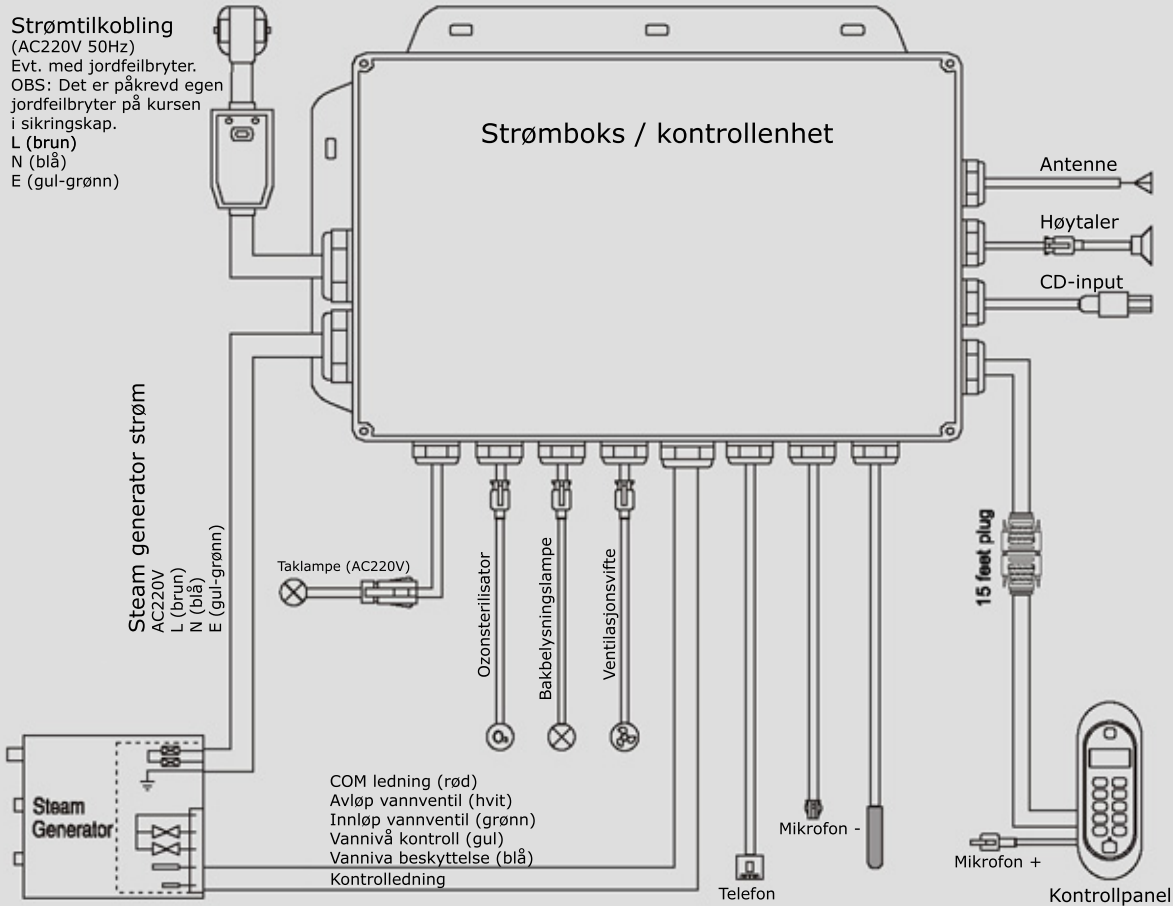 Strømtilkobling
(AC220V 50Hz)
Evt. med jordfeilbryter.
OBS: Det er påkrevd egen
jordfeilbryter på kursen
i sikringskap.
L (brun)
N (blå)
E (gul-grønn)
Strømboks / kontrollenhet
Antenne
Høytaler
CD-input
Steam generator strøm
AC220V
L (brun)
N (blå)
E (gul-grønn)
Taklampe (AC220V)
Ozonsterilisator
Bakbelysningslampe
Ventilasjonsvifte
15 feet plug
O₃
Steam
Generator
COM ledning (rød)
Avløp vannventil (hvit)
Innløp vannventil (grønn)
Vannivå kontroll (gul)
Vanniva beskyttelse (blå)
Kontrolledning
Mikrofon -
Telefon
Mikrofon +
Kontrollpanel